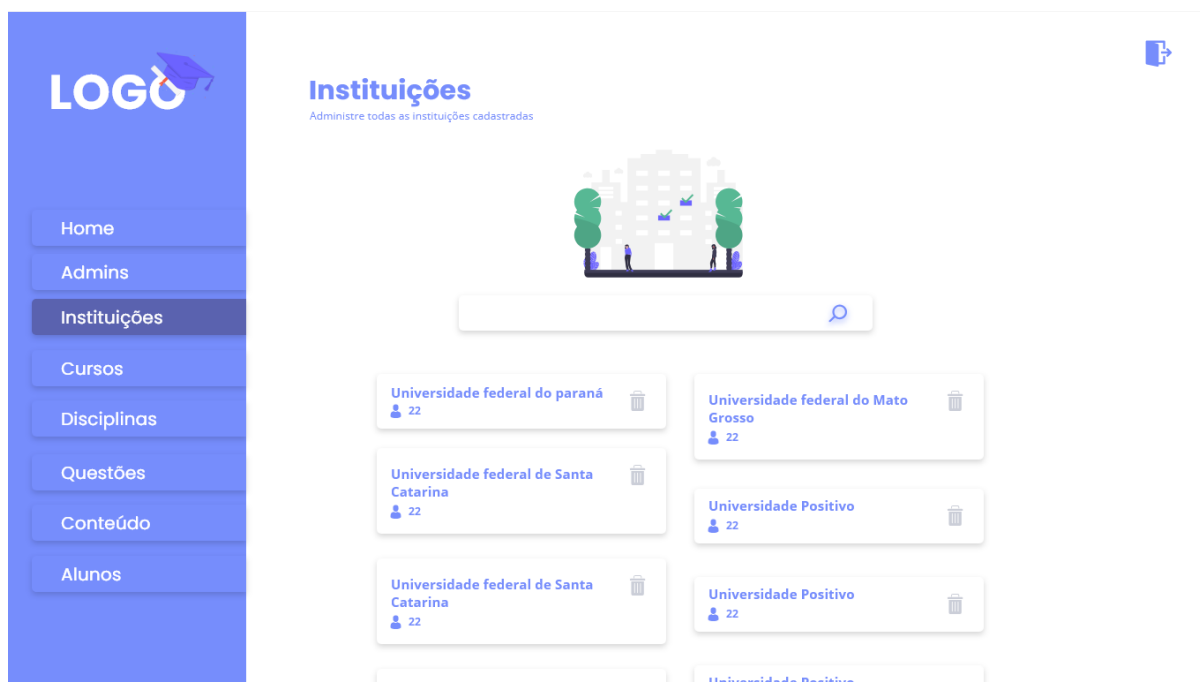 LOGO
Home
Admins
Instituições
Cursos
Disciplinas
Questões
Conteúdo
Alunos
Instituições
Administre todas as instituições cadastradas
Universidade federal do paraná
22
Universidade federal de Santa
Catarina
22
Universidade federal de Santa
Catarina
22
Universidade federal do Mato
Grosso
22
Universidade Positivo
22
Universidade Positivo
22
Universidade Positivo